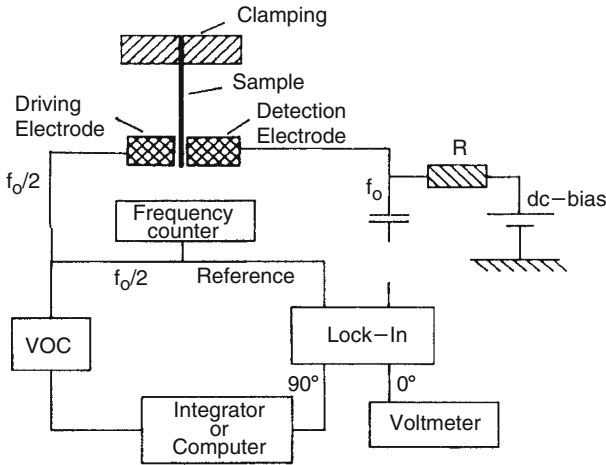 Clamping
Sample
Driving
Electrode
Detection
Electrode
R
fo/2
fo
dc–bias
Frequency
counter
fo/2
Reference
VOC
Lock–In
90°
0°
Integrator
or
Computer
Voltmeter